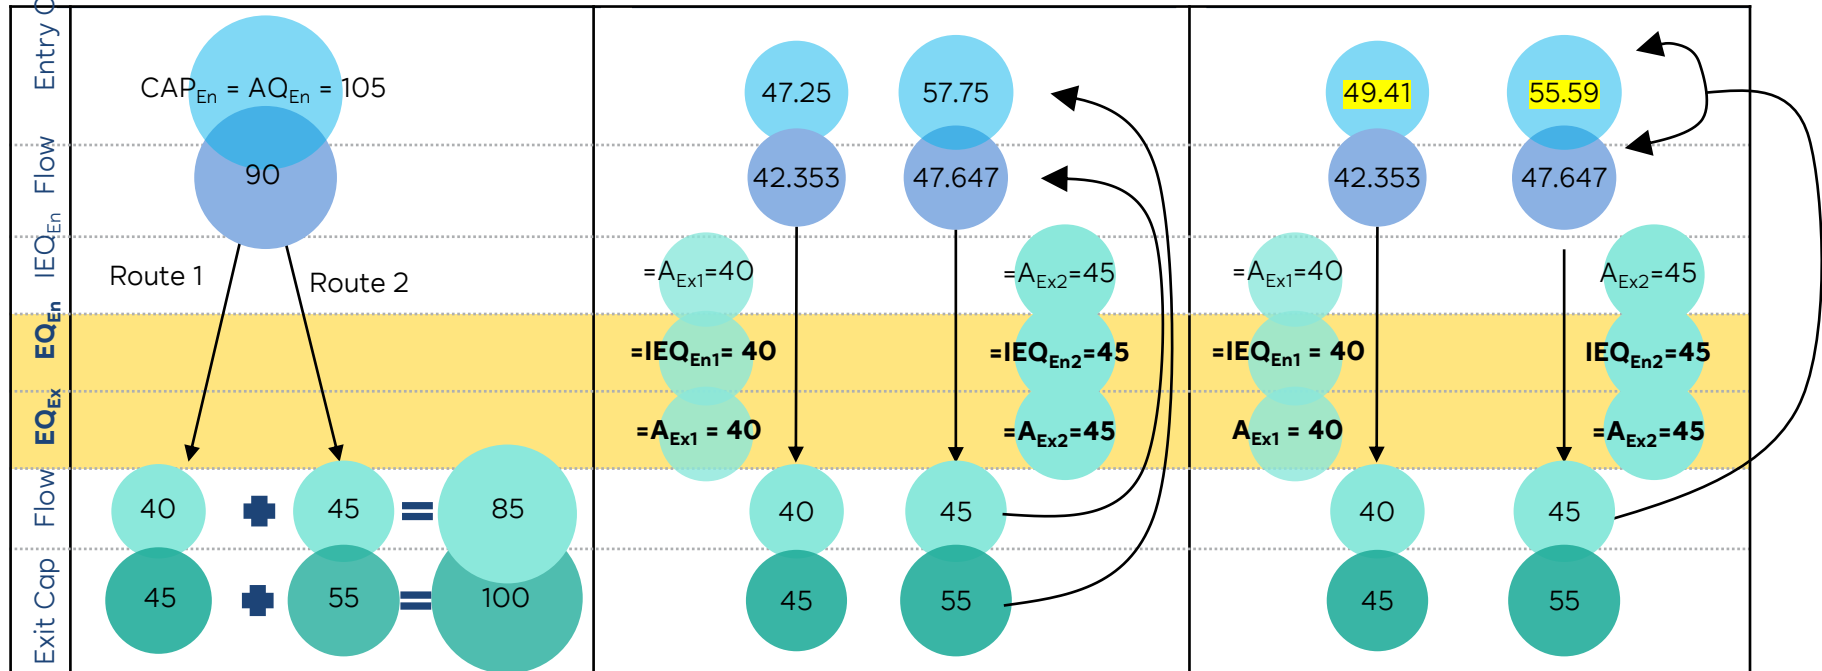 Entry C
Flow
IEQEn
EQEn
EQEx
Flow
Exit Cap
CAPEn = AQEn = 105
90
Route 1
Route 2
40
45
=
85
45
55
=
100
47.25
57.75
42.353
47.647
=AEx1=40
=AEx2=45
=IEQEn1= 40
=IEQEn2=45
=AEx1 = 40
=AEx2=45
40
45
45
55
49.41
55.59
42.353
47.647
=AEx1=40
AEx2=45
=IEQEn1 = 40
IEQEn2=45
AEx1 = 40
=AEx2=45
40
45
45
55